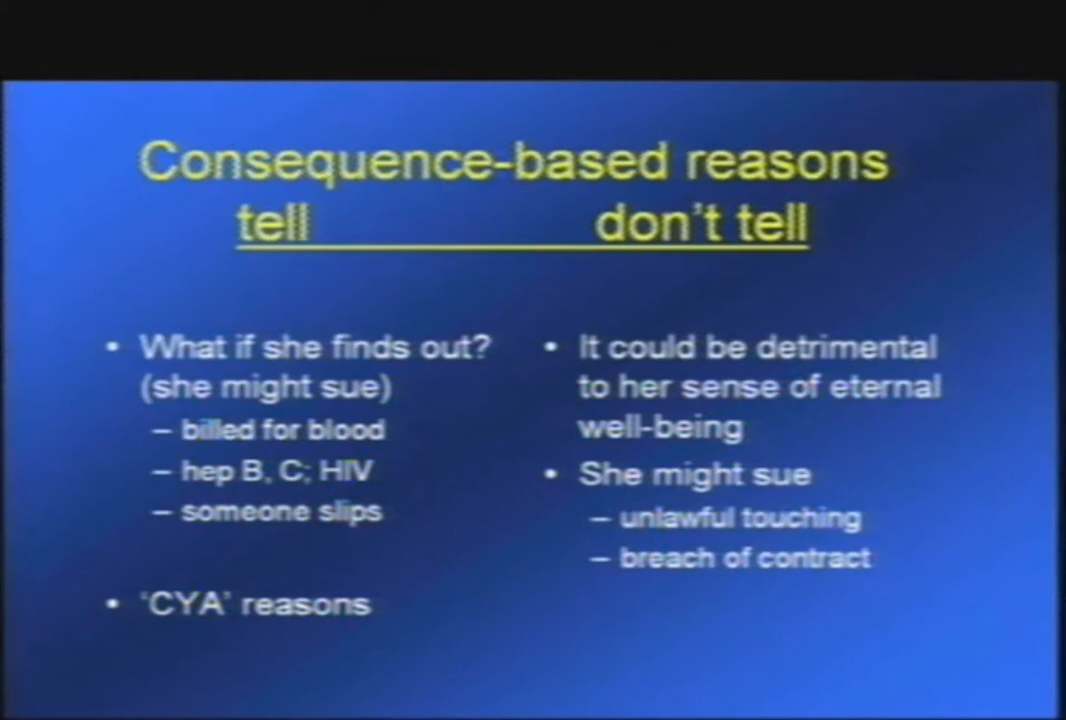 Consequence-based reasons
tell don't tell
• What if she finds out?
(she might sue)
– billed for blood
– hep B, C; HIV
– someone slips
• 'CYA' reasons
• It could be detrimental
to her sense of eternal
well-being
• She might sue
– unlawful touching
– breach of contract